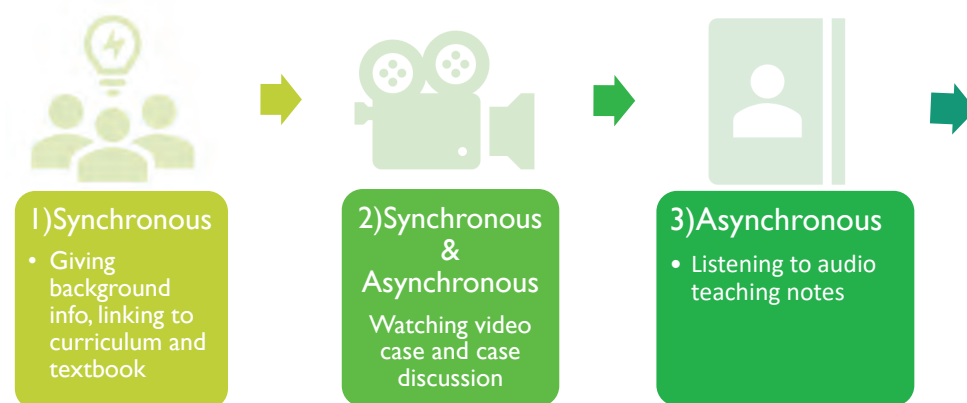 1)Synchronous
• Giving
background
info, linking to
curriculum and
textbook
2)Synchronous
&
Asynchronous
Watching video
case and case
discussion
3)Asynchronous
• Listening to audio
teaching notes